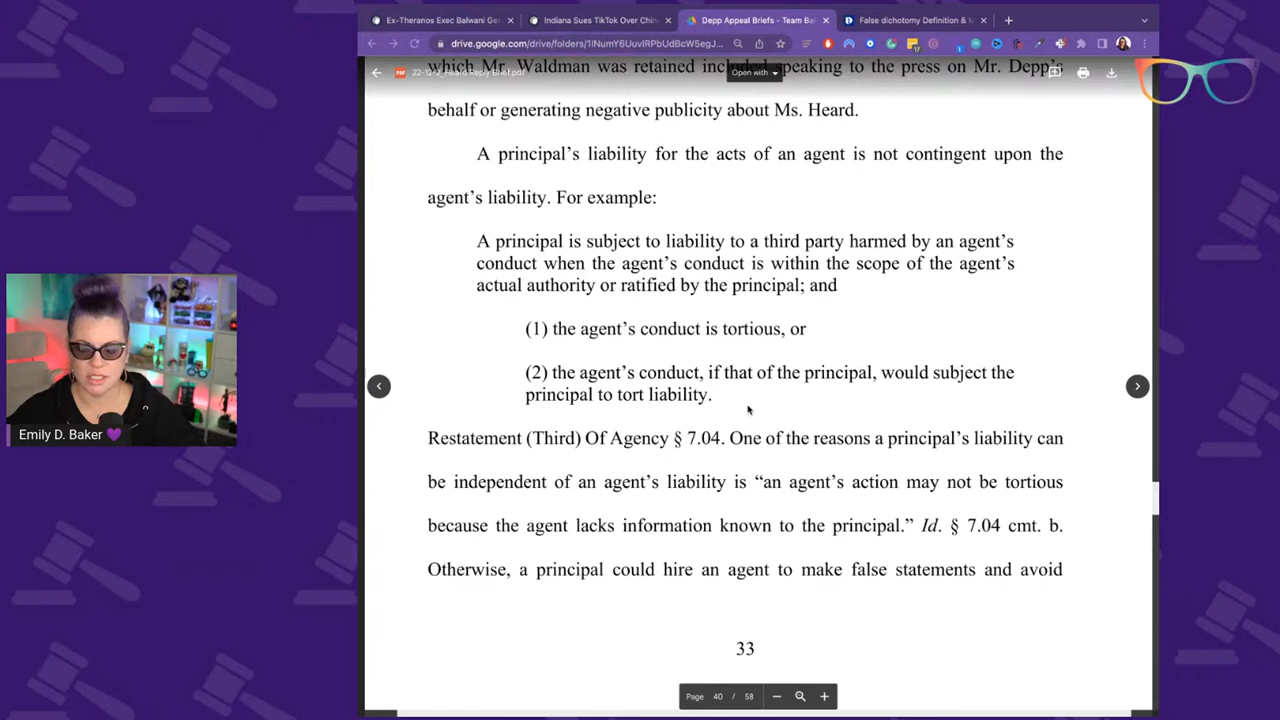 Ex-Theranos Exec Balwani Ge
Indiana Sues TikTok Over Chin
Depp Appeal Briefs - Team Ba
False dichotomy Definition & M
drive.google.com/drive/folders/1lNumY6UuvIRPbUdBcW5egJ...
which Mr. Waldman was retained included speaking to the press on Mr. Depp's
22-12-2_Heard Reply Brief.pdf
Open with
behalf or generating negative publicity about Ms. Heard.
A principal's liability for the acts of an agent is not contingent upon the
agent's liability. For example:
A principal is subject to liability to a third party harmed by an agent's
conduct when the agent's conduct is within the scope of the agent's
actual authority or ratified by the principal; and
(1) the agent's conduct is tortious, or
(2) the agent's conduct, if that of the principal, would subject the
principal to tort liability.
Restatement (Third) Of Agency § 7.04. One of the reasons a principal's liability can
be independent of an agent's liability is “an agent's action may not be tortious
because the agent lacks information known to the principal.” Id. § 7.04 cmt. b.
Otherwise, a principal could hire an agent to make false statements and avoid
33
Page 40 / 58
Emily D. Baker 💜